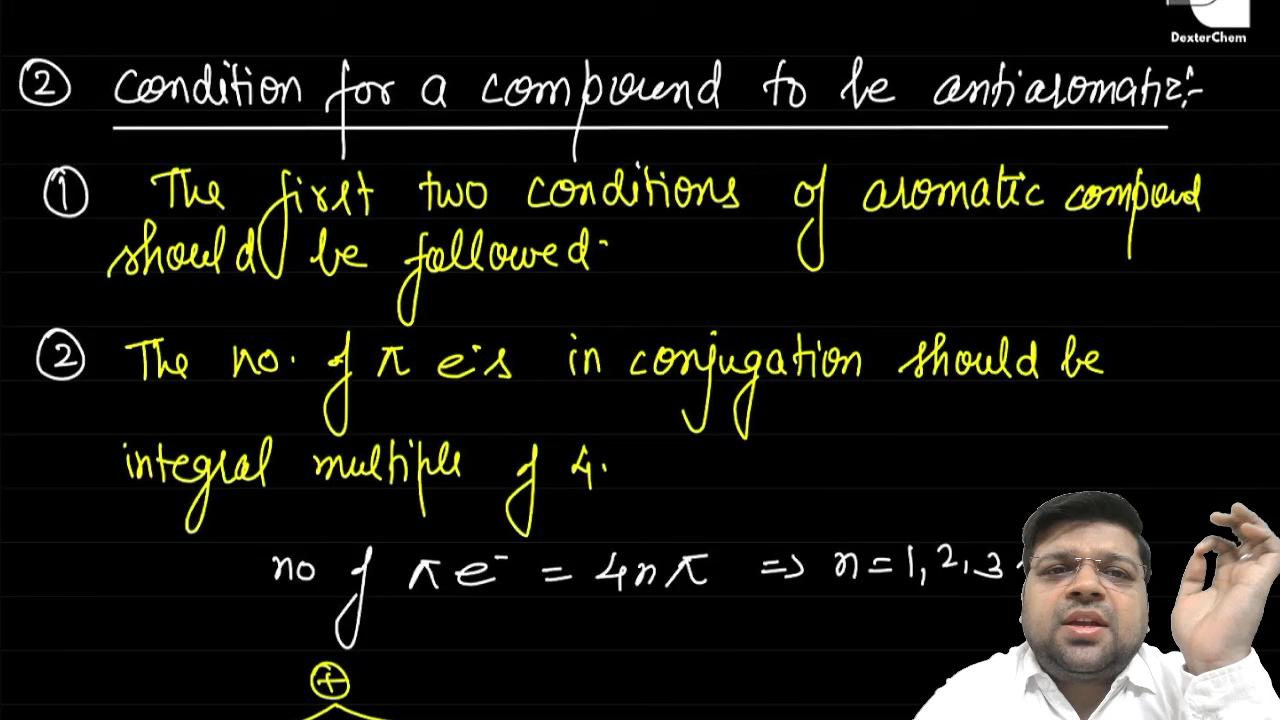 DexterChem
② condition for a compound to be antiaromatic:-
① The first two conditions of aromatic compound
should be followed.
② The no. of π e⁻s in conjugation should be
integral multiple of 4.
no of π e⁻ = 4nπ ⇒ n = 1, 2, 3
⊕